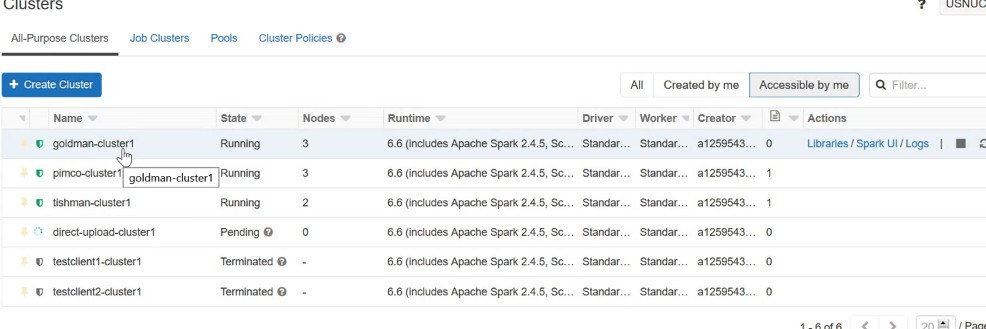 Clusters
? USNUC
All-Purpose Clusters Job Clusters Pools Cluster Policies ?
+ Create Cluster All Created by me Accessible by me Filter...
Name State Nodes Runtime Driver Worker Creator Actions
goldman-cluster1 Running 3 6.6 (includes Apache Spark 2.4.5, Sc... Standar... Standar... a1259543... 0 Libraries / Spark UI / Logs |
pimco-cluster1 Running 3 6.6 (includes Apache Spark 2.4.5, Sc... Standar... Standar... a1259543... 1
goldman-cluster1
tishman-cluster1 Running 2 6.6 (includes Apache Spark 2.4.5, Sc... Standar... Standar... a1259543... 1
direct-upload-cluster1 Pending ? 0 6.6 (includes Apache Spark 2.4.5, Sc... Standar... Standar... a1259543... 0
testclient1-cluster1 Terminated ? - 6.6 (includes Apache Spark 2.4.5, Sc... Standar... Standar... a1259543... 0
testclient2-cluster1 Terminated ? - 6.6 (includes Apache Spark 2.4.5, Sc... Standar... Standar... a1259543... 0
1 - 6 of 6 < > 20 / Page